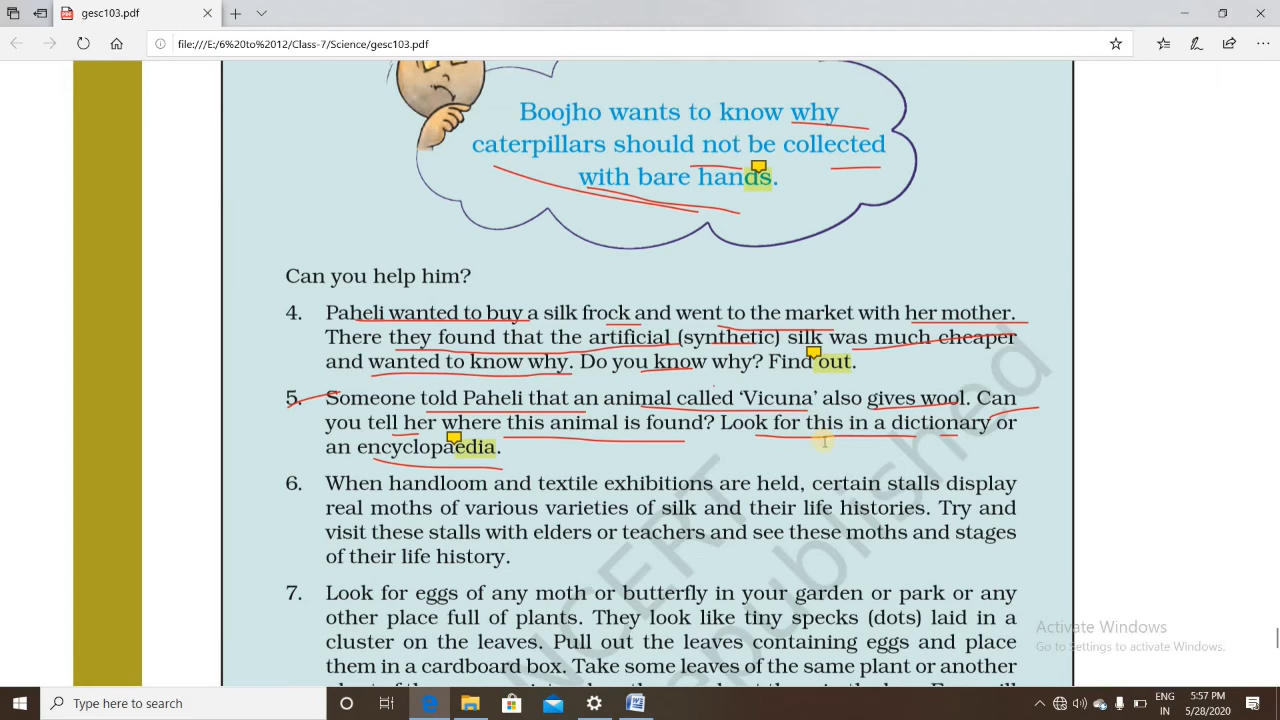 gesc103.pdf
file:///E:/6%20to%2012/Class-7/Science/gesc103.pdf
Boojho wants to know why
caterpillars should not be collected
with bare hands.
Can you help him?
4. Paheli wanted to buy a silk frock and went to the market with her mother.
There they found that the artificial (synthetic) silk was much cheaper
and wanted to know why. Do you know why? Find out.
5. Someone told Paheli that an animal called ‘Vicuna’ also gives wool. Can
you tell her where this animal is found? Look for this in a dictionary or
an encyclopaedia.
6. When handloom and textile exhibitions are held, certain stalls display
real moths of various varieties of silk and their life histories. Try and
visit these stalls with elders or teachers and see these moths and stages
of their life history.
7. Look for eggs of any moth or butterfly in your garden or park or any
other place full of plants. They look like tiny specks (dots) laid in a
cluster on the leaves. Pull out the leaves containing eggs and place
them in a cardboard box. Take some leaves of the same plant or another
NCERT
republished
Activate Windows
Go to Settings to activate Windows.
Type here to search
ENG
IN
5:57 PM
5/28/2020